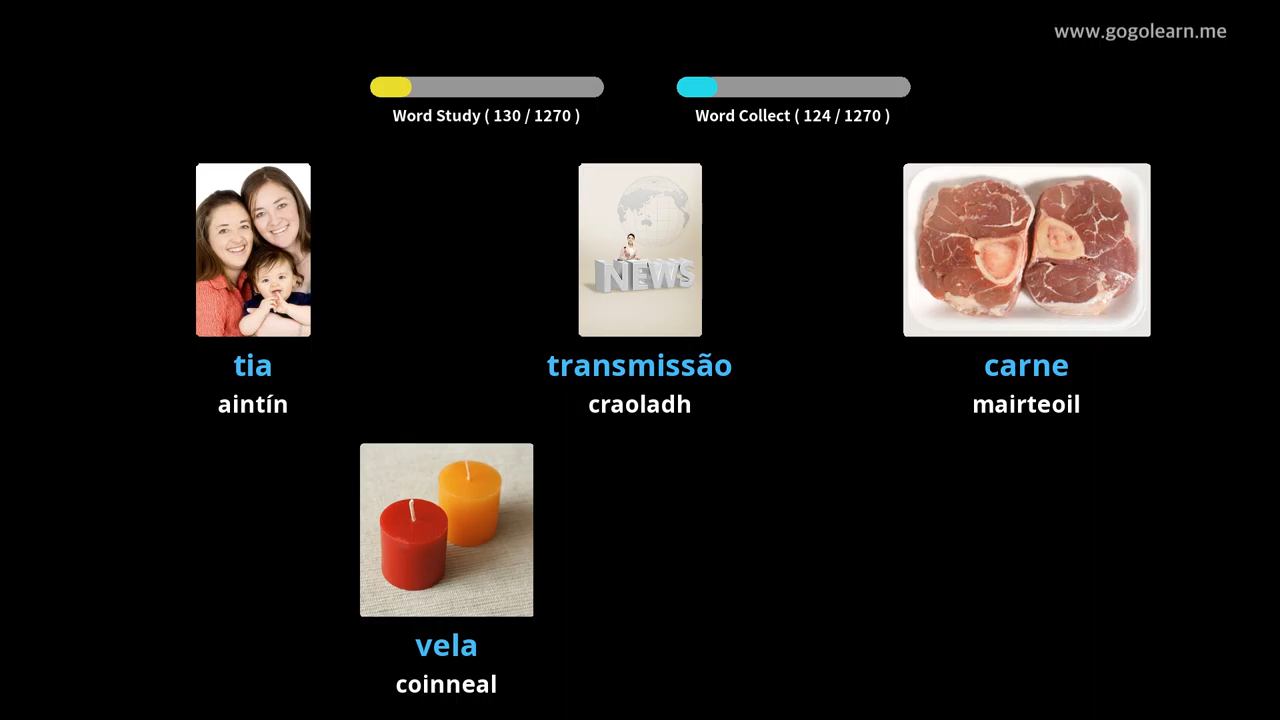 www.gogolearn.me
Word Study ( 130 / 1270 )
Word Collect ( 124 / 1270 )
NEWS
tia
aintín
transmissão
craoladh
carne
mairteoil
vela
coinneal